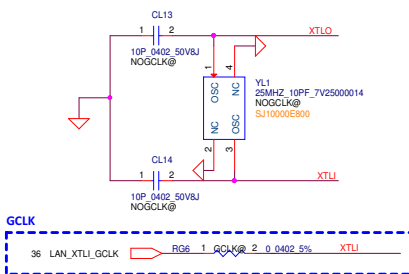 CL13
1 2
XTLO
10P_0402_50V8J
NOGCLK@
1 4
OSC NC
YL1
25MHZ_10PF_7V25000014
NOGCLK@
SJ10000E800
NC OSC
2 3
CL14
1 2
XTLI
10P_0402_50V8J
NOGCLK@
GCLK
36 LAN_XTLI_GCLK RG6 1 GCLK@ 2 0_0402_5% XTLI